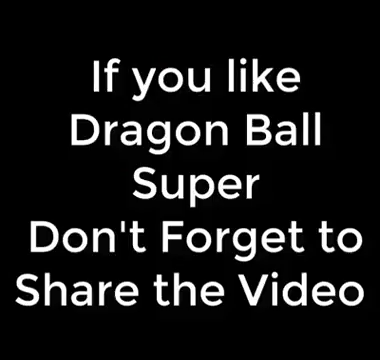 If you like
Dragon Ball
Super
Don't Forget to
Share the Video